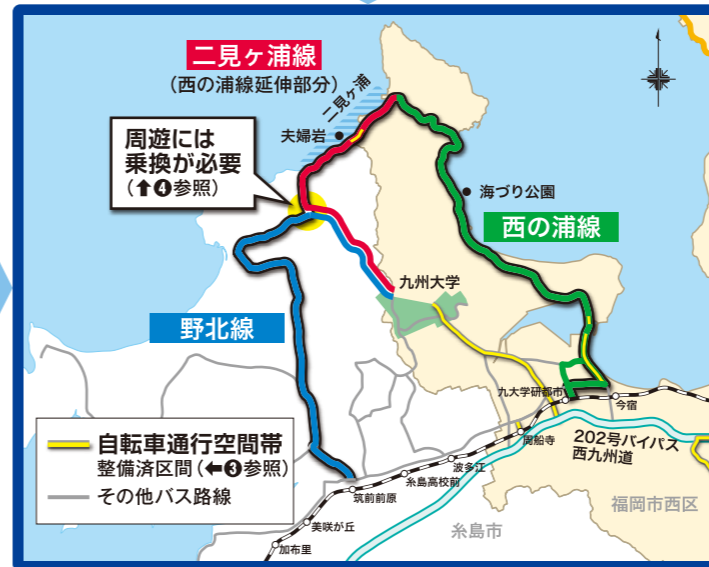 二見ヶ浦線
(西の浦線延伸部分)
二見ヶ浦
夫婦岩
周遊には
乗換が必要
(↑❹参照)
海づり公園
西の浦線
九州大学
野北線
九大学研都市
今宿
周船寺
202号バイパス
西九州道
波多江
糸島高校前
筑前前原
美咲が丘
加布里
糸島市
福岡市西区
自転車通行空間帯
整備済区間(←❸参照)
その他バス路線